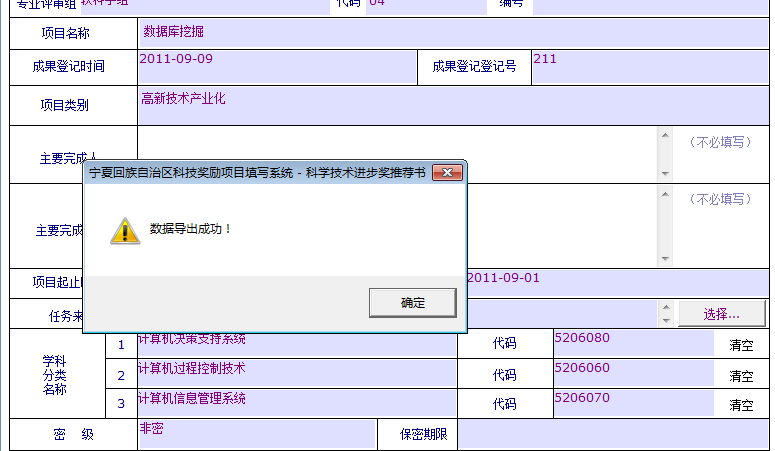 专业评审组 软科学组 代码 04 编号
项目名称 数据库挖掘
成果登记时间 2011-09-09 成果登记登记号 211
项目类别 高新技术产业化
主要完成人 （不必填写）
宁夏回族自治区科技奖励项目填写系统 - 科学技术进步奖推荐书
数据导出成功！
确定
主要完成 （不必填写）
项目起止 2011-09-01
任务来 选择...
学科
分类
名称
1 计算机决策支持系统 代码 5206080 清空
2 计算机过程控制技术 代码 5206060 清空
3 计算机信息管理系统 代码 5206070 清空
密 级 非密 保密期限